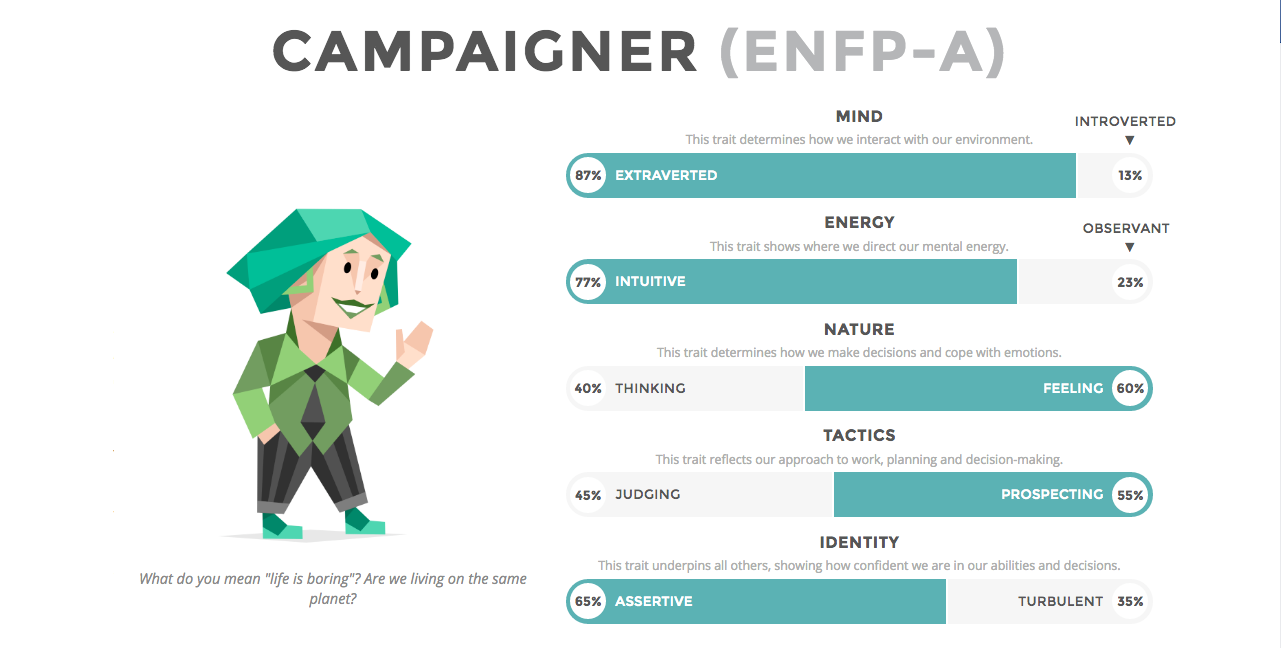 CAMPAIGNER (ENFP-A)
MIND
This trait determines how we interact with our environment.
INTROVERTED
▼
87% EXTRAVERTED 13%
ENERGY
This trait shows where we direct our mental energy.
OBSERVANT
▼
77% INTUITIVE 23%
NATURE
This trait determines how we make decisions and cope with emotions.
40% THINKING FEELING 60%
TACTICS
This trait reflects our approach to work, planning and decision-making.
45% JUDGING PROSPECTING 55%
IDENTITY
This trait underpins all others, showing how confident we are in our abilities and decisions.
65% ASSERTIVE TURBULENT 35%
What do you mean "life is boring"? Are we living on the same
planet?